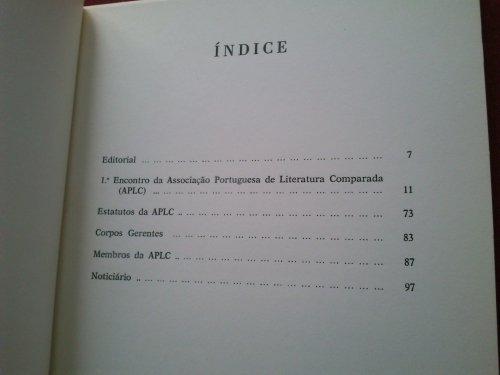 ÍNDICE
Editorial ... ... ... ... ... ... ... ... ... ... ... ... ... ... ... ... ... ... ... ... 7
1.º Encontro da Associação Portuguesa de Literatura Comparada
(APLC) ... ... ... ... ... ... ... ... ... ... ... ... ... ... ... ... ... ... ... 11
Estatutos da APLC .. ... ... ... ... ... ... ... ... ... ... ... ... ... ... ... ... 73
Corpos Gerentes ... ... ... ... ... ... ... ... ... ... ... ... ... ... ... ... ... ... 83
Membros da APLC .. ... ... ... ... ... ... ... ... ... ... ... ... ... ... ... ... 87
Noticiário .. ... ... ... ... ... ... ... ... ... ... ... ... ... ... ... ... ... ... ... 97